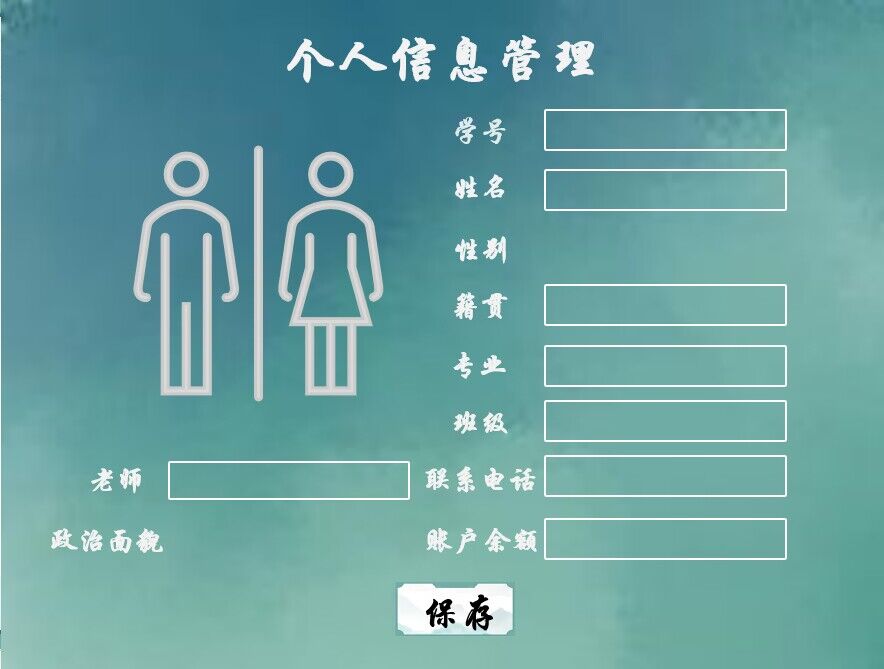 个人信息管理
学号
姓名
性别
籍贯
专业
班级
老师 联系电话
政治面貌 账户余额
保存